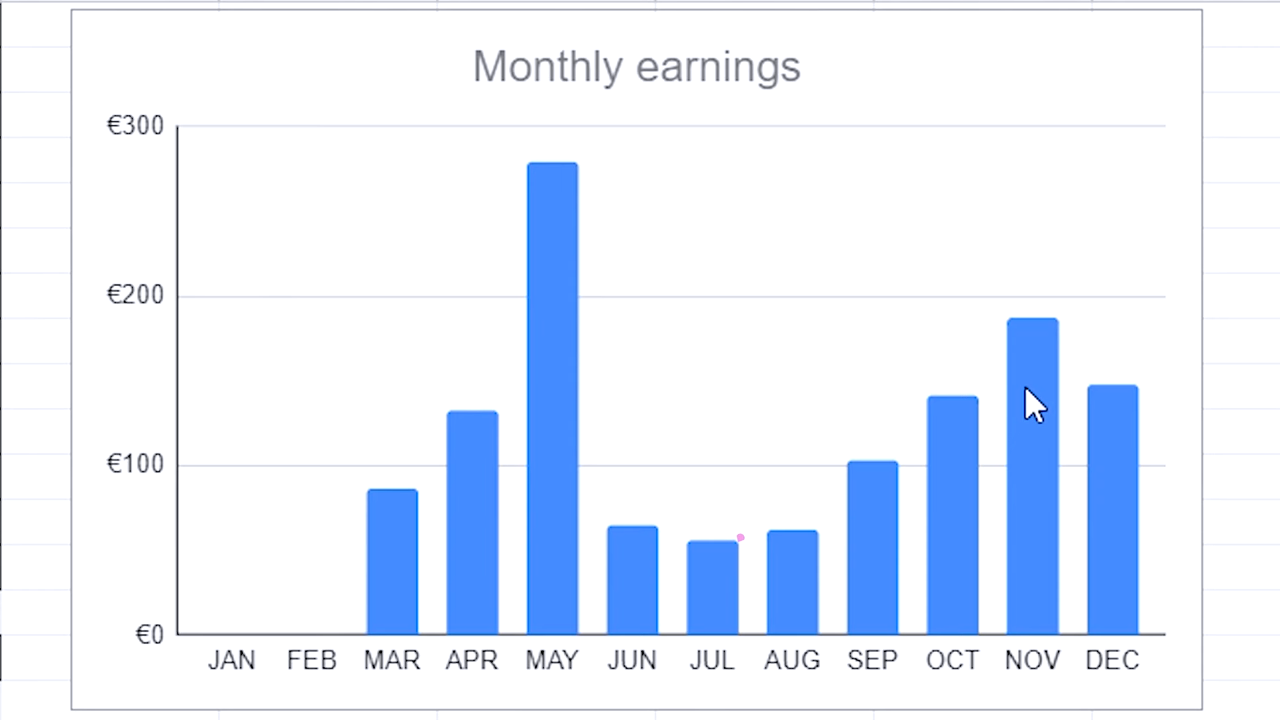 Monthly earnings
€300
€200
€100
€0
JAN FEB MAR APR MAY JUN JUL AUG SEP OCT NOV DEC